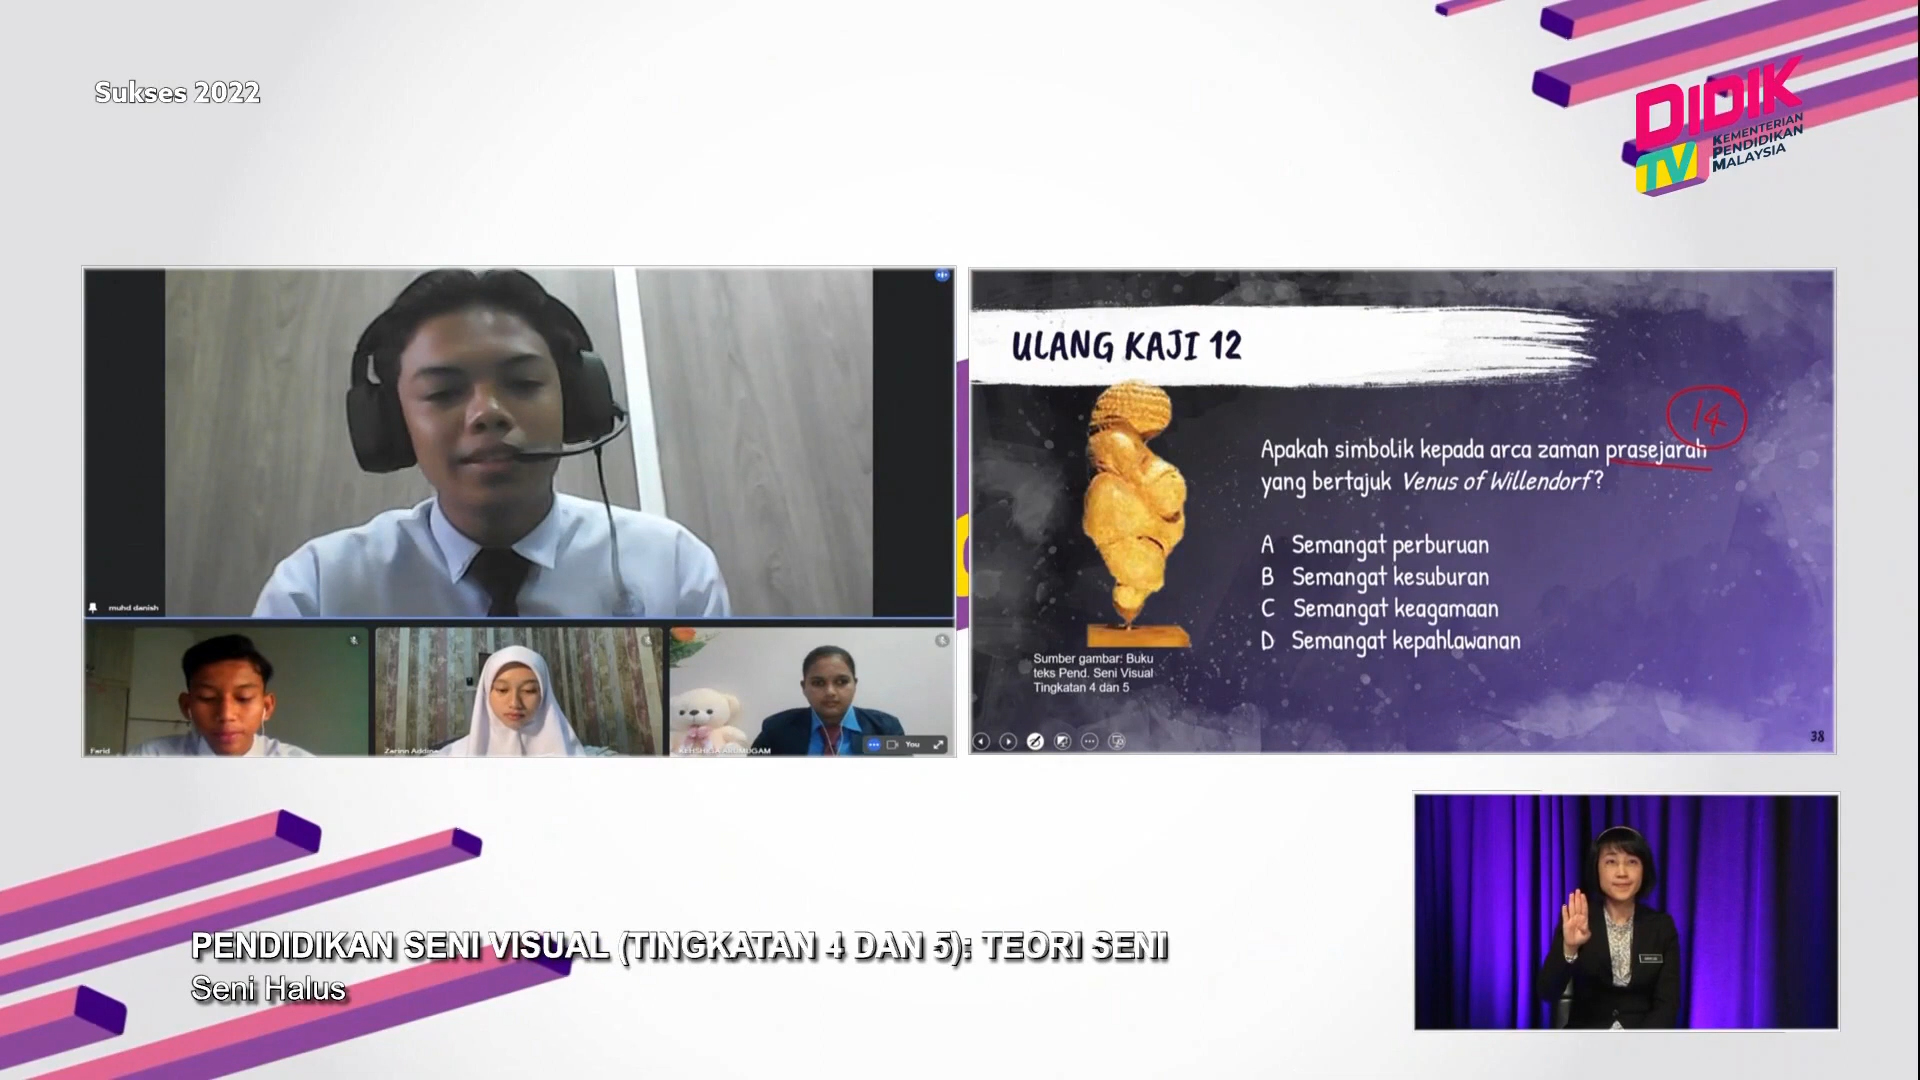 Sukses 2022
DIDIK
TV
KEMENTERIAN
PENDIDIKAN
MALAYSIA
muhd danish
Farid
KEHSHIGA ARUMUGAM
You
ULANG KAJI 12
14
Apakah simbolik kepada arca zaman prasejarah
yang bertajuk Venus of Willendorf?
A Semangat perburuan
B Semangat kesuburan
C Semangat keagamaan
D Semangat kepahlawanan
Sumber gambar: Buku
teks Pend. Seni Visual
Tingkatan 4 dan 5
38
PENDIDIKAN SENI VISUAL (TINGKATAN 4 DAN 5): TEORI SENI
Seni Halus